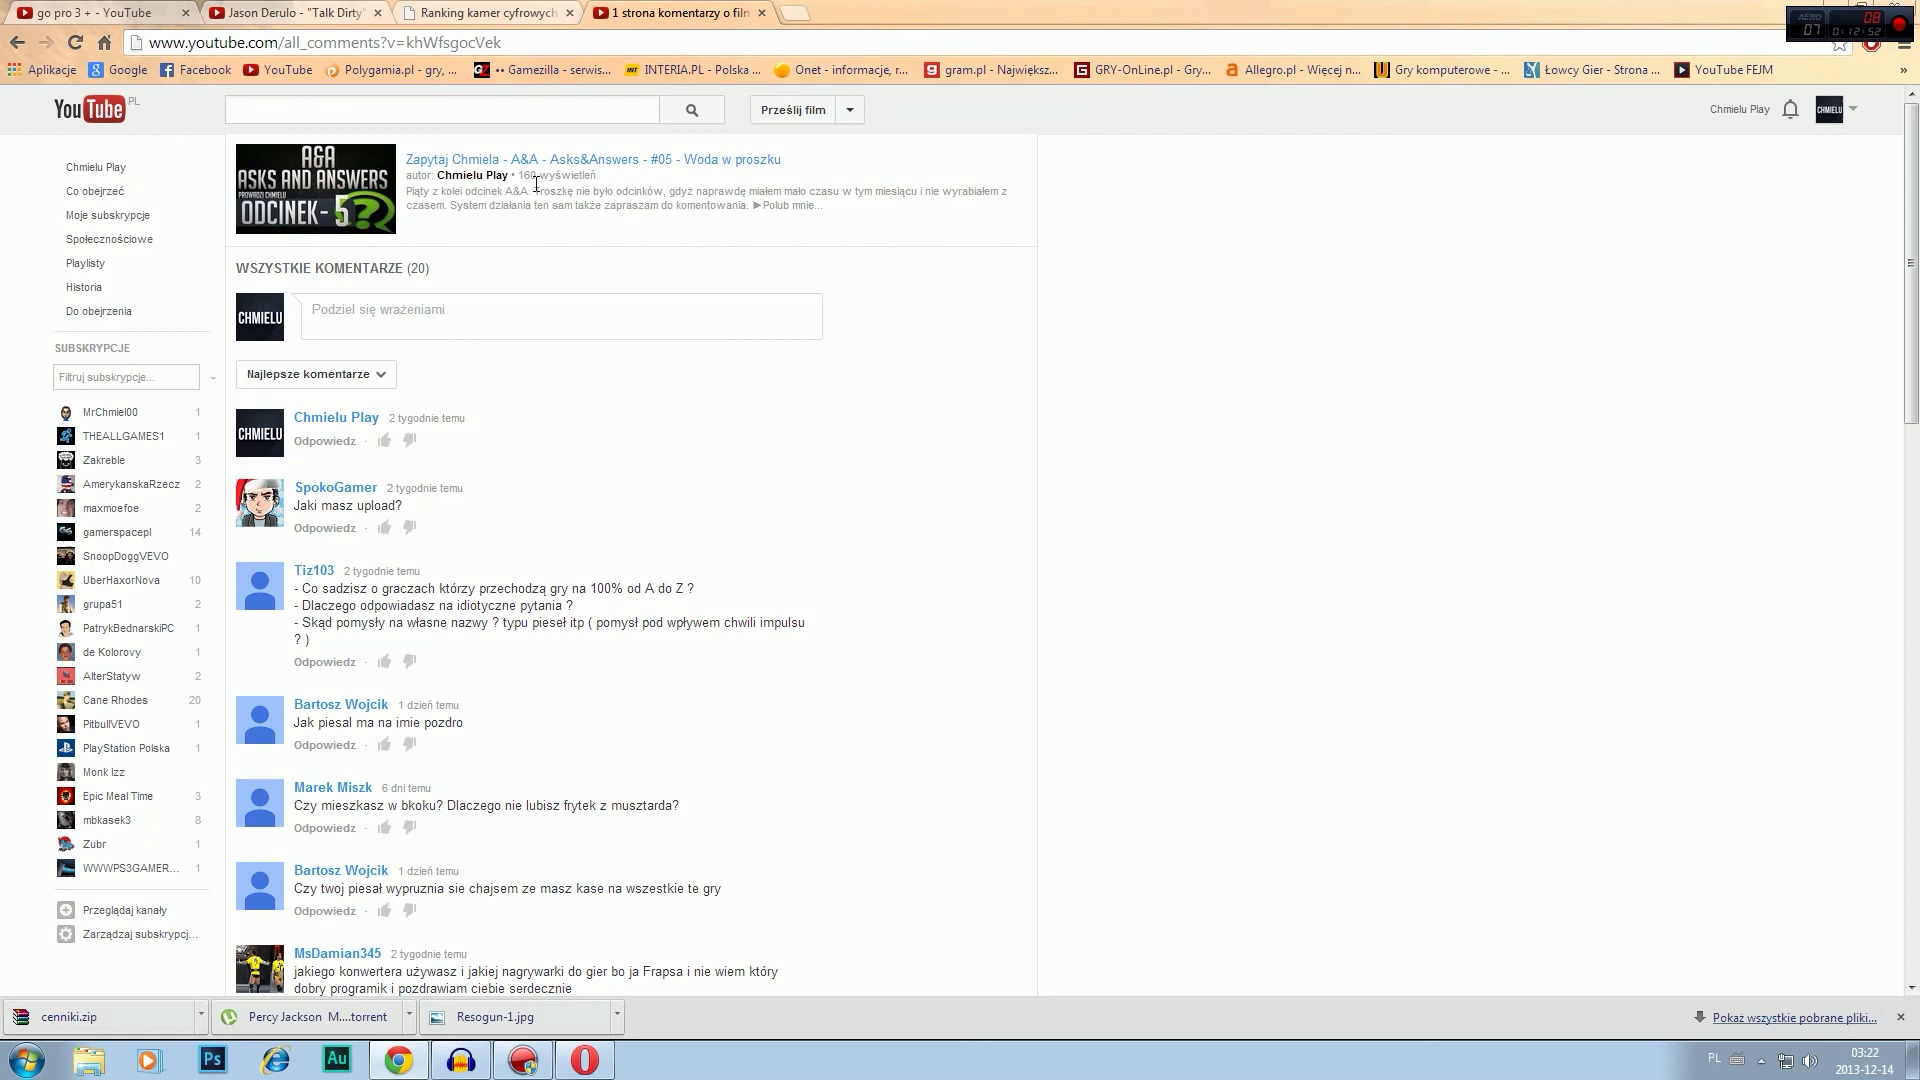 go pro 3 + - YouTube
Jason Derulo - "Talk Dirty"
Ranking kamer cyfrowych
1 strona komentarzy o film
www.youtube.com/all_comments?v=khWfsgocVek
Aplikacje
Google
Facebook
YouTube
Polygamia.pl - gry, ...
•• Gamezilla - serwis...
INTERIA.PL - Polska ...
Onet - informacje, r...
gram.pl - Największ...
GRY-OnLine.pl - Gry...
Allegro.pl - Więcej n...
Gry komputerowe - ...
Łowcy Gier - Strona ...
YouTube FEJM
»
YouTube PL
Prześlij film
Chmielu Play
CHMIELU
Chmielu Play
Co obejrzeć
Moje subskrypcje
Społecznościowe
Playlisty
Historia
Do obejrzenia
SUBSKRYPCJE
Filtruj subskrypcje...
MrChmiel00 1
THEALLGAMES1 1
Zakreble 3
AmerykanskaRzecz 2
maxmoefoe 2
gamerspacepl 14
SnoopDoggVEVO
UberHaxorNova 10
grupa51 2
PatrykBednarskiPC 1
de Kolorovy 1
AlterStatyw 2
Cane Rhodes 20
PitbullVEVO 1
PlayStation Polska 1
Monk Izz
Epic Meal Time 3
mbkasek3 8
Zubr 1
WWWPS3GAMER... 1
Przeglądaj kanały
Zarządzaj subskrypcj...
A&A
ASKS AND ANSWERS
PROWADZI CHMIELU
ODCINEK- 5?
Zapytaj Chmiela - A&A - Asks&Answers - #05 - Woda w proszku
autor: Chmielu Play • 160 wyświetleń
Piąty z kolei odcinek A&A. Troszkę nie było odcinków, gdyż naprawdę miałem mało czasu w tym miesiącu i nie wyrabiałem z
czasem. System działania ten sam także zapraszam do komentowania. ►Polub mnie...
WSZYSTKIE KOMENTARZE (20)
CHMIELU
Podziel się wrażeniami
Najlepsze komentarze
CHMIELU
Chmielu Play 2 tygodnie temu
Odpowiedz ·
SpokoGamer 2 tygodnie temu
Jaki masz upload?
Odpowiedz ·
Tiz103 2 tygodnie temu
- Co sadzisz o graczach którzy przechodzą gry na 100% od A do Z ?
- Dlaczego odpowiadasz na idiotyczne pytania ?
- Skąd pomysły na własne nazwy ? typu pieseł itp ( pomysł pod wpływem chwili impulsu
? )
Odpowiedz ·
Bartosz Wojcik 1 dzień temu
Jak piesal ma na imie pozdro
Odpowiedz ·
Marek Miszk 6 dni temu
Czy mieszkasz w bkoku? Dlaczego nie lubisz frytek z musztarda?
Odpowiedz ·
Bartosz Wojcik 1 dzień temu
Czy twoj piesał wypruznia sie chajsem ze masz kase na wszestkie te gry
Odpowiedz ·
MsDamian345 2 tygodnie temu
jakiego konwertera używasz i jakiej nagrywarki do gier bo ja Frapsa i nie wiem który
dobry programik i pozdrawiam ciebie serdecznie
cenniki.zip
Percy Jackson M....torrent
Resogun-1.jpg
Pokaż wszystkie pobrane pliki...
Ps
Au
PL
03:22
2013-12-14
AERO
07
08
0:12:52